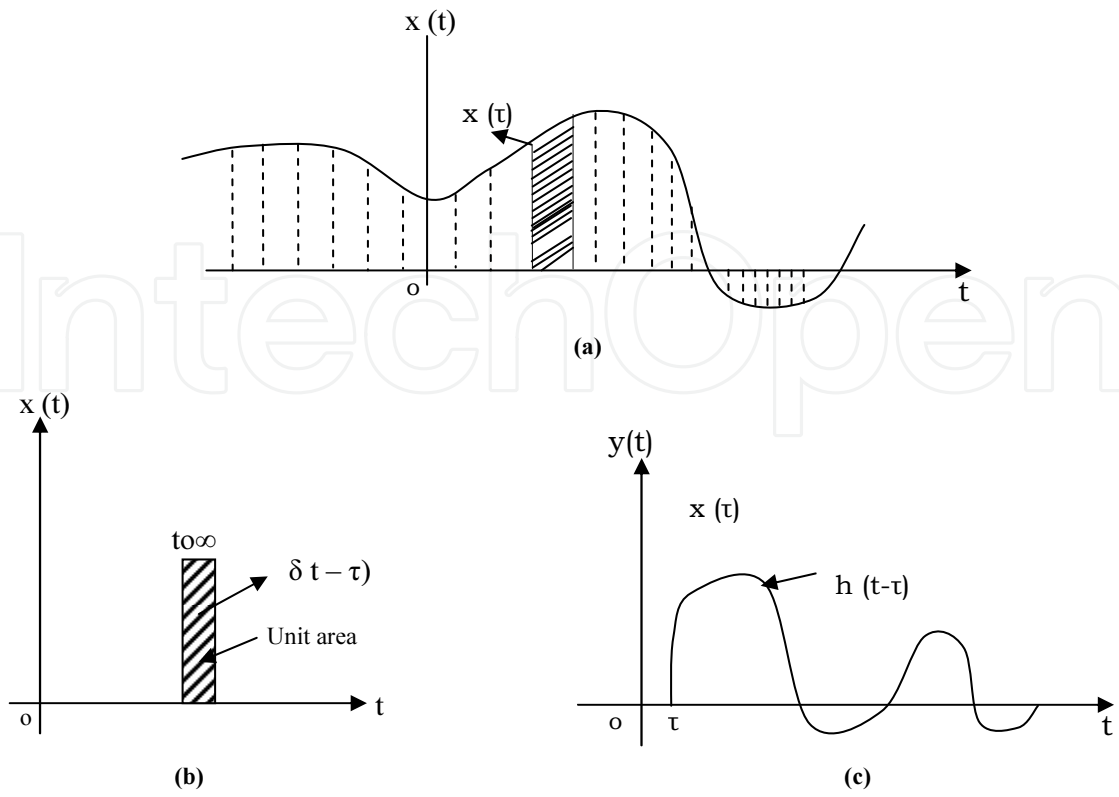 x (t)
x (τ)
o
t
(a)
IntechOpen
x (t)
to∞
δ t – τ)
Unit area
o
t
(b)
y(t)
x (τ)
h (t-τ)
o
τ
t
(c)